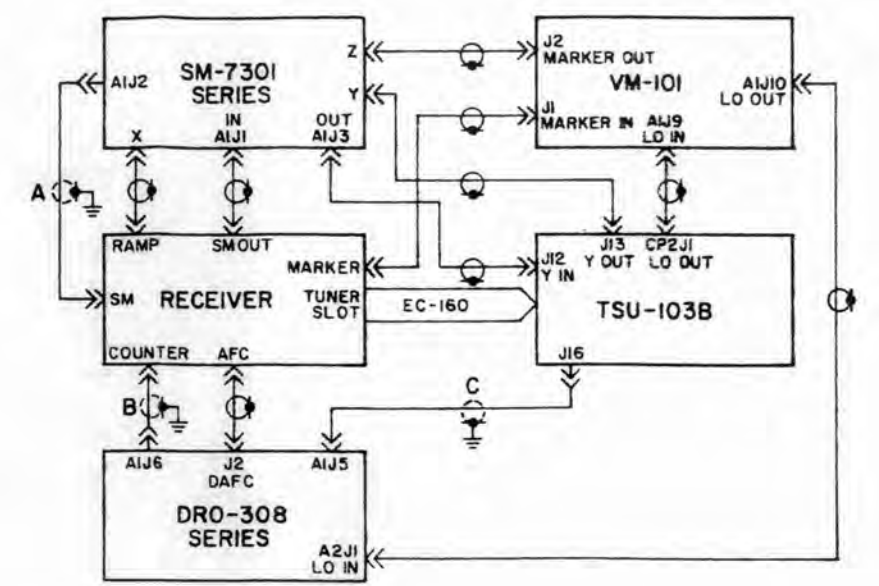 Z
J2
MARKER OUT
A1J2
SM-7301
SERIES
VM-101
Y
A1J10
LO OUT
IN
A1J1
OUT
A1J3
X
J1
MARKER IN
A1J9
LO IN
A
RAMP
SM OUT
J13
Y OUT
CP2J1
LO OUT
MARKER
J12
Y IN
SM
RECEIVER
TUNER
SLOT
EC-160
TSU-103B
COUNTER
AFC
J16
B
C
A1J6
J2
DAFC
A1J5
DRO-308
SERIES
A2J1
LO IN